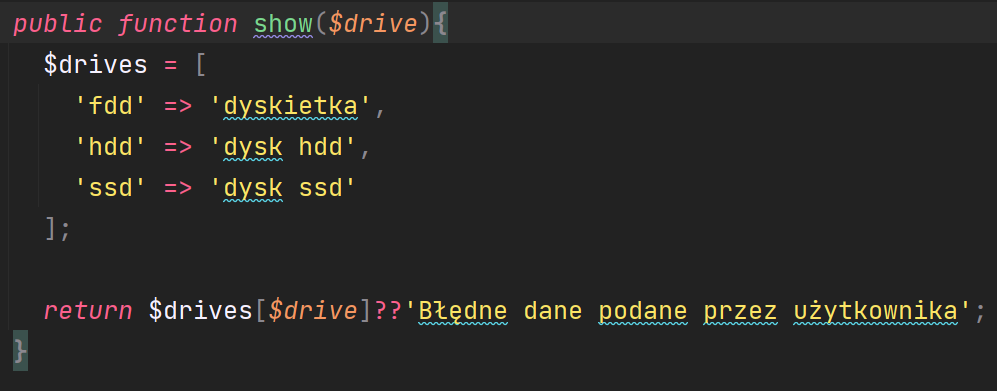 public function show($drive){
$drives = [
'fdd' => 'dyskietka',
'hdd' => 'dysk hdd',
'ssd' => 'dysk ssd'
];
return $drives[$drive]??'Błędne dane podane przez użytkownika';
}